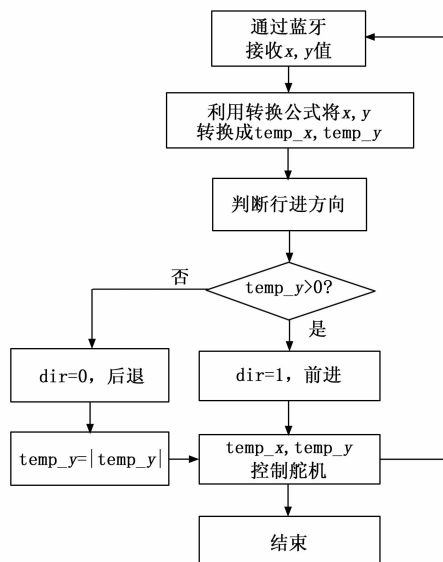 通过蓝牙
接收x,y值
利用转换公式将x,y
转换成temp_x,temp_y
判断行进方向
temp_y>0?
否
是
dir=0，后退
dir=1，前进
temp_y=|temp_y|
temp_x,temp_y
控制舵机
结束